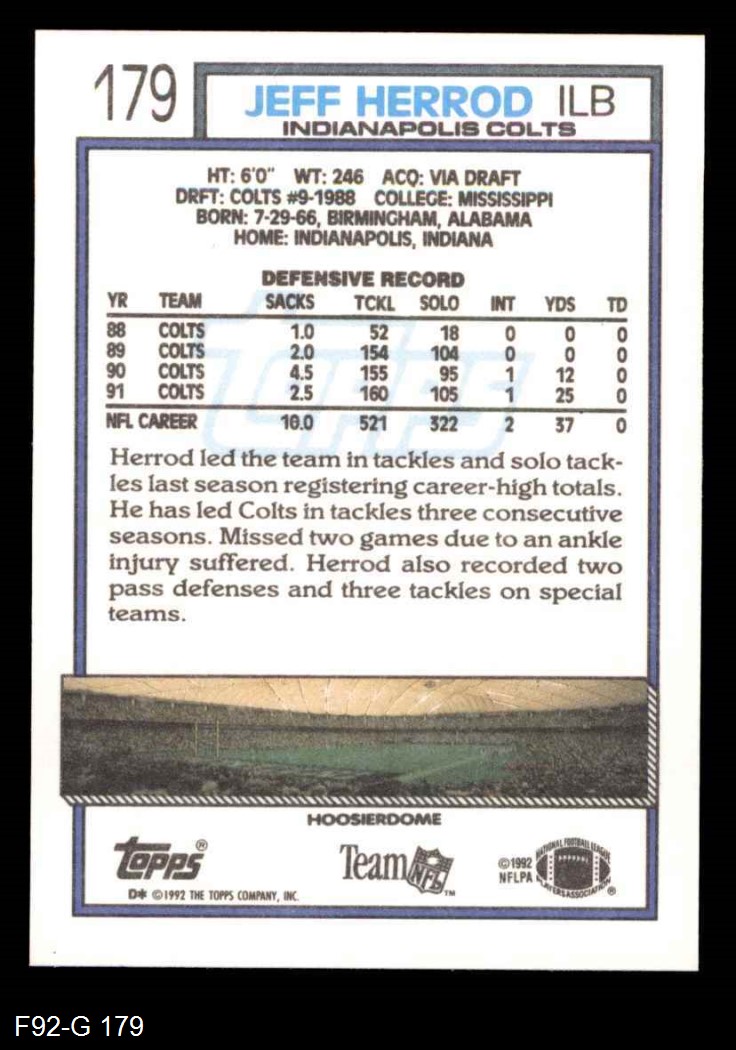 179
JEFF HERROD ILB
INDIANAPOLIS COLTS
HT: 6'0" WT: 246 ACQ: VIA DRAFT
DRFT: COLTS #9-1988 COLLEGE: MISSISSIPPI
BORN: 7-29-66, BIRMINGHAM, ALABAMA
HOME: INDIANAPOLIS, INDIANA
DEFENSIVE RECORD
YR TEAM SACKS TCKL SOLO INT YDS TD
88 COLTS 1.0 52 18 0 0 0
89 COLTS 2.0 154 104 0 0 0
90 COLTS 4.5 155 95 1 12 0
91 COLTS 2.5 160 105 1 25 0
NFL CAREER 10.0 521 322 2 37 0
TOPPS
Herrod led the team in tackles and solo tack-
les last season registering career-high totals.
He has led Colts in tackles three consecutive
seasons. Missed two games due to an ankle
injury suffered. Herrod also recorded two
pass defenses and three tackles on special
teams.
HOOSIERDOME
TOPPS®
D* ©1992 THE TOPPS COMPANY, INC.
Team NFL™
©1992
NFLPA
NATIONAL FOOTBALL LEAGUE
PLAYERS ASSOCIATION ®
F92-G 179